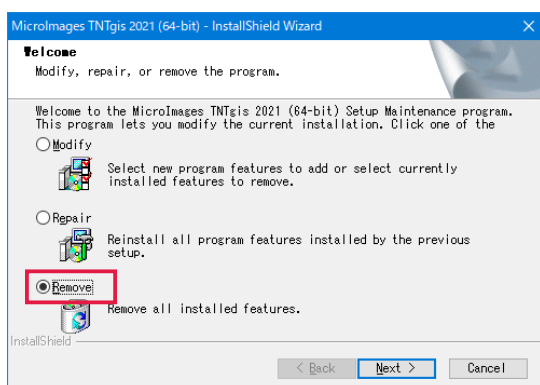 MicroImages TNTgis 2021 (64-bit) - InstallShield Wizard
Welcome
Modify, repair, or remove the program.
Welcome to the MicroImages TNTgis 2021 (64-bit) Setup Maintenance program.
This program lets you modify the current installation. Click one of the
Modify
Select new program features to add or select currently
installed features to remove.
Repair
Reinstall all program features installed by the previous
setup.
Remove
Remove all installed features.
InstallShield
< Back Next > Cancel